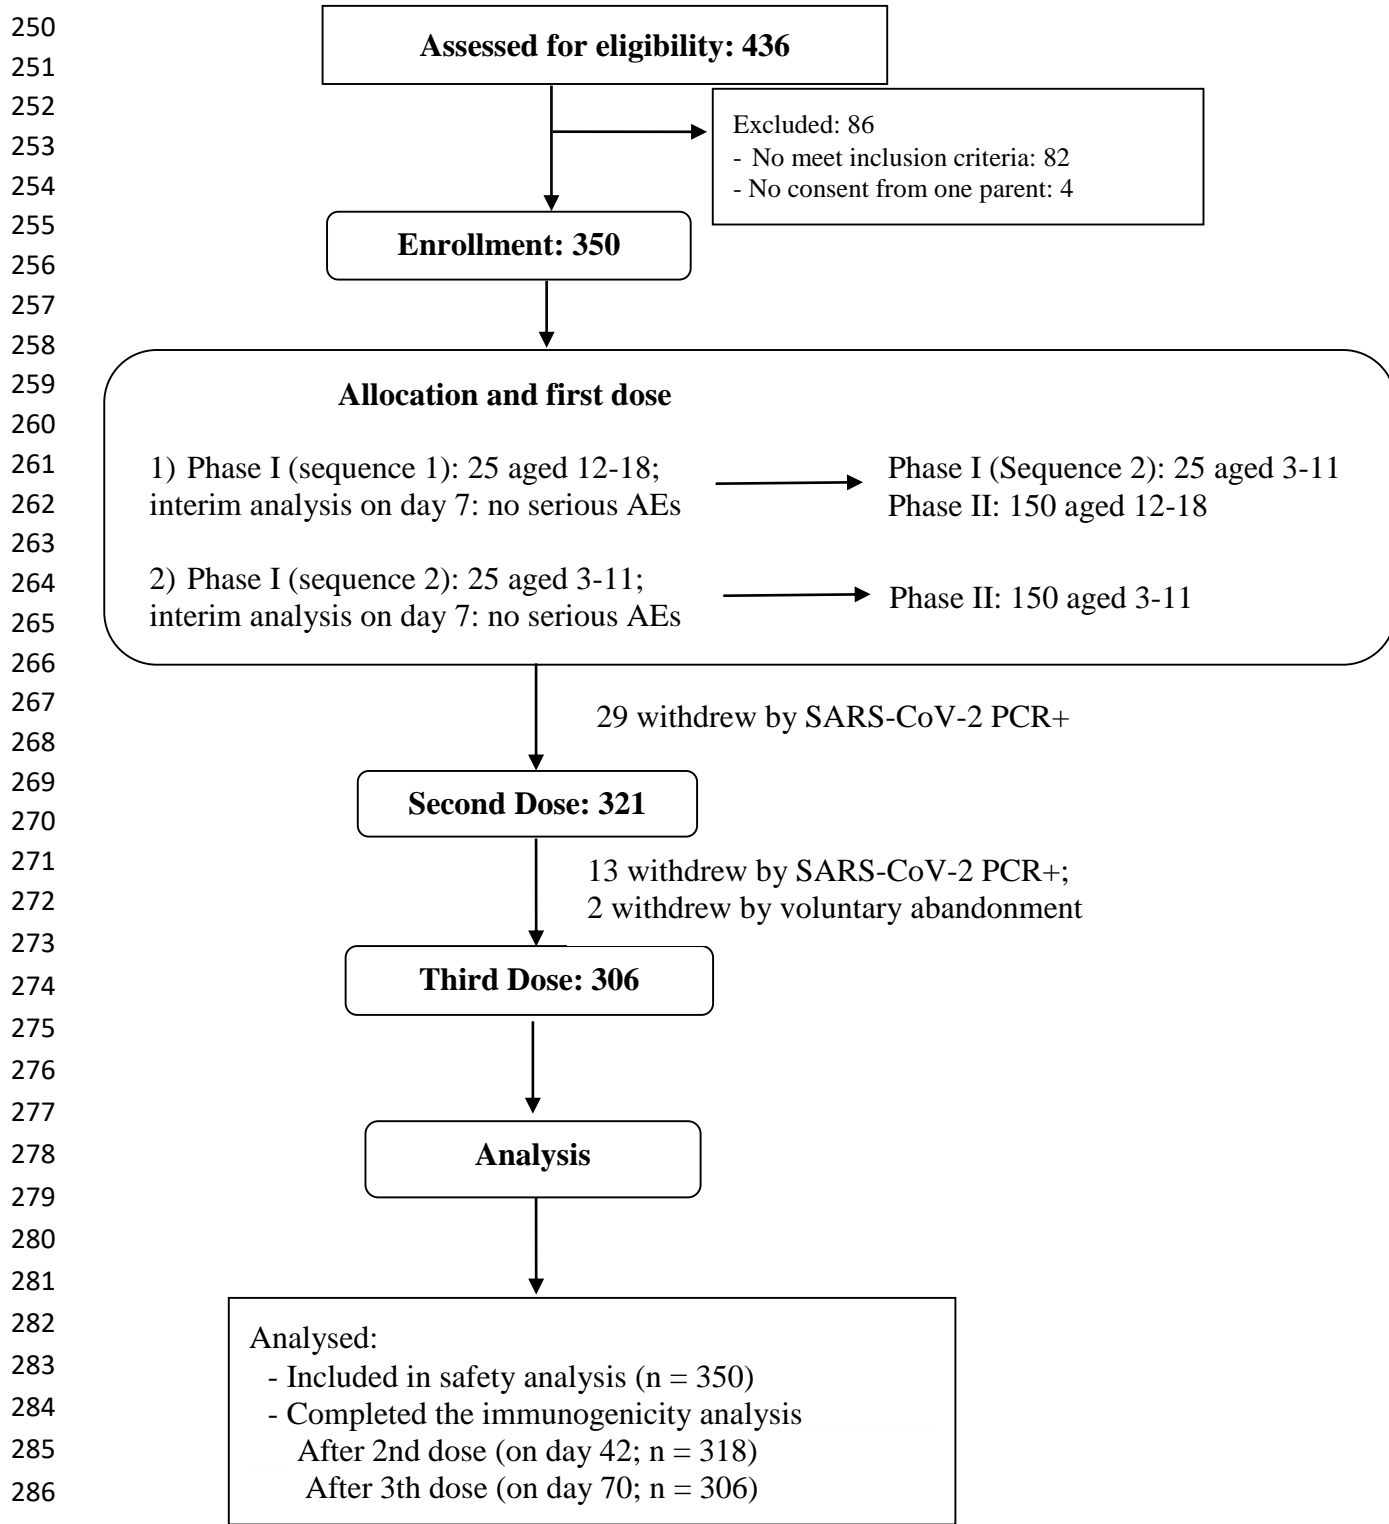 250
251
252
253
254
255
256
257
258
259
260
261
262
263
264
265
266
267
268
269
270
271
272
273
274
275
276
277
278
279
280
281
282
283
284
285
286
Assessed for eligibility: 436
Excluded: 86
- No meet inclusion criteria: 82
- No consent from one parent: 4
Enrollment: 350
Allocation and first dose
1) Phase I (sequence 1): 25 aged 12-18;
interim analysis on day 7: no serious AEs
Phase I (Sequence 2): 25 aged 3-11
Phase II: 150 aged 12-18
2) Phase I (sequence 2): 25 aged 3-11;
interim analysis on day 7: no serious AEs
Phase II: 150 aged 3-11
29 withdrew by SARS-CoV-2 PCR+
Second Dose: 321
13 withdrew by SARS-CoV-2 PCR+;
2 withdrew by voluntary abandonment
Third Dose: 306
Analysis
Analysed:
- Included in safety analysis (n = 350)
- Completed the immunogenicity analysis
After 2nd dose (on day 42; n = 318)
After 3th dose (on day 70; n = 306)